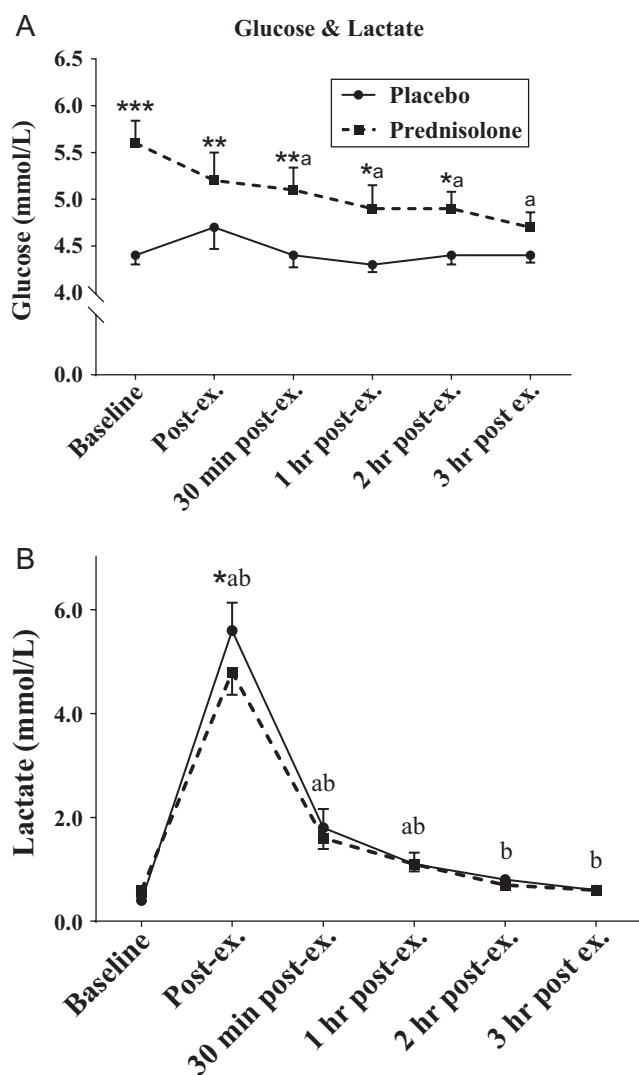 A
Glucose & Lactate
Glucose (mmol/L)
6.5
6.0
5.5
5.0
4.5
4.0
0.0
Placebo
Prednisolone
***
**
**a
*a
*a
a
Baseline
Post-ex.
30 min post-ex.
1 hr post-ex.
2 hr post-ex.
3 hr post ex.
B
Lactate (mmol/L)
6.0
4.0
2.0
0.0
*ab
ab
ab
b
b
Baseline
Post-ex.
30 min post-ex.
1 hr post-ex.
2 hr post-ex.
3 hr post ex.